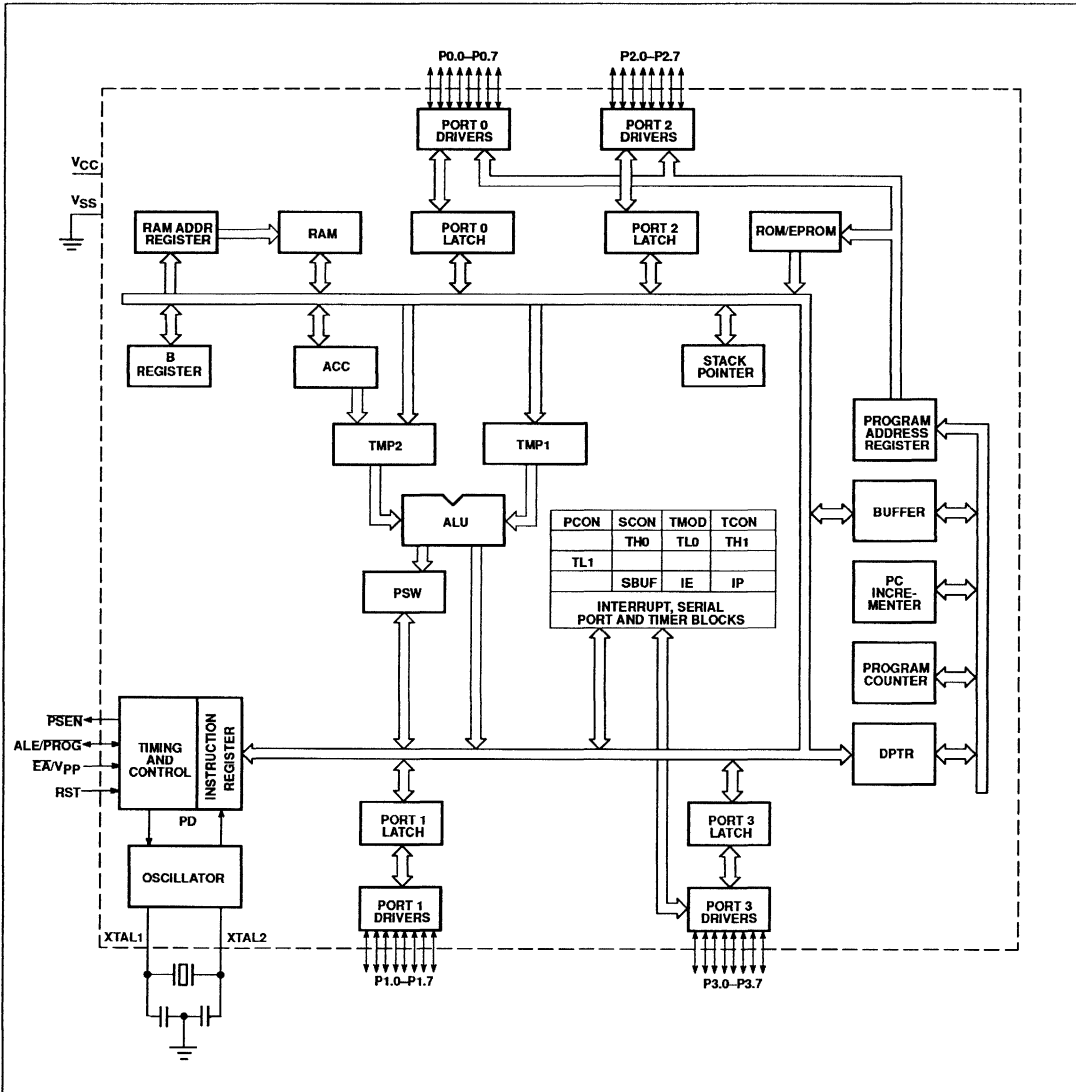 P0.0–P0.7
P2.0–P2.7
PORT 0
DRIVERS
PORT 2
DRIVERS
VCC
VSS
RAM ADDR
REGISTER
RAM
PORT 0
LATCH
PORT 2
LATCH
ROM/EPROM
B
REGISTER
ACC
STACK
POINTER
TMP2
TMP1
PROGRAM
ADDRESS
REGISTER
ALU
BUFFER
PCON SCON TMOD TCON
TH0 TL0 TH1
TL1
SBUF IE IP
INTERRUPT, SERIAL
PORT AND TIMER BLOCKS
PSW
PC
INCRE-
MENTER
PROGRAM
COUNTER
PSEN
ALE/PROG
EA/VPP
RST
TIMING
AND
CONTROL
INSTRUCTION
REGISTER
DPTR
PD
OSCILLATOR
PORT 1
LATCH
PORT 3
LATCH
PORT 1
DRIVERS
PORT 3
DRIVERS
XTAL1
XTAL2
P1.0–P1.7
P3.0–P3.7